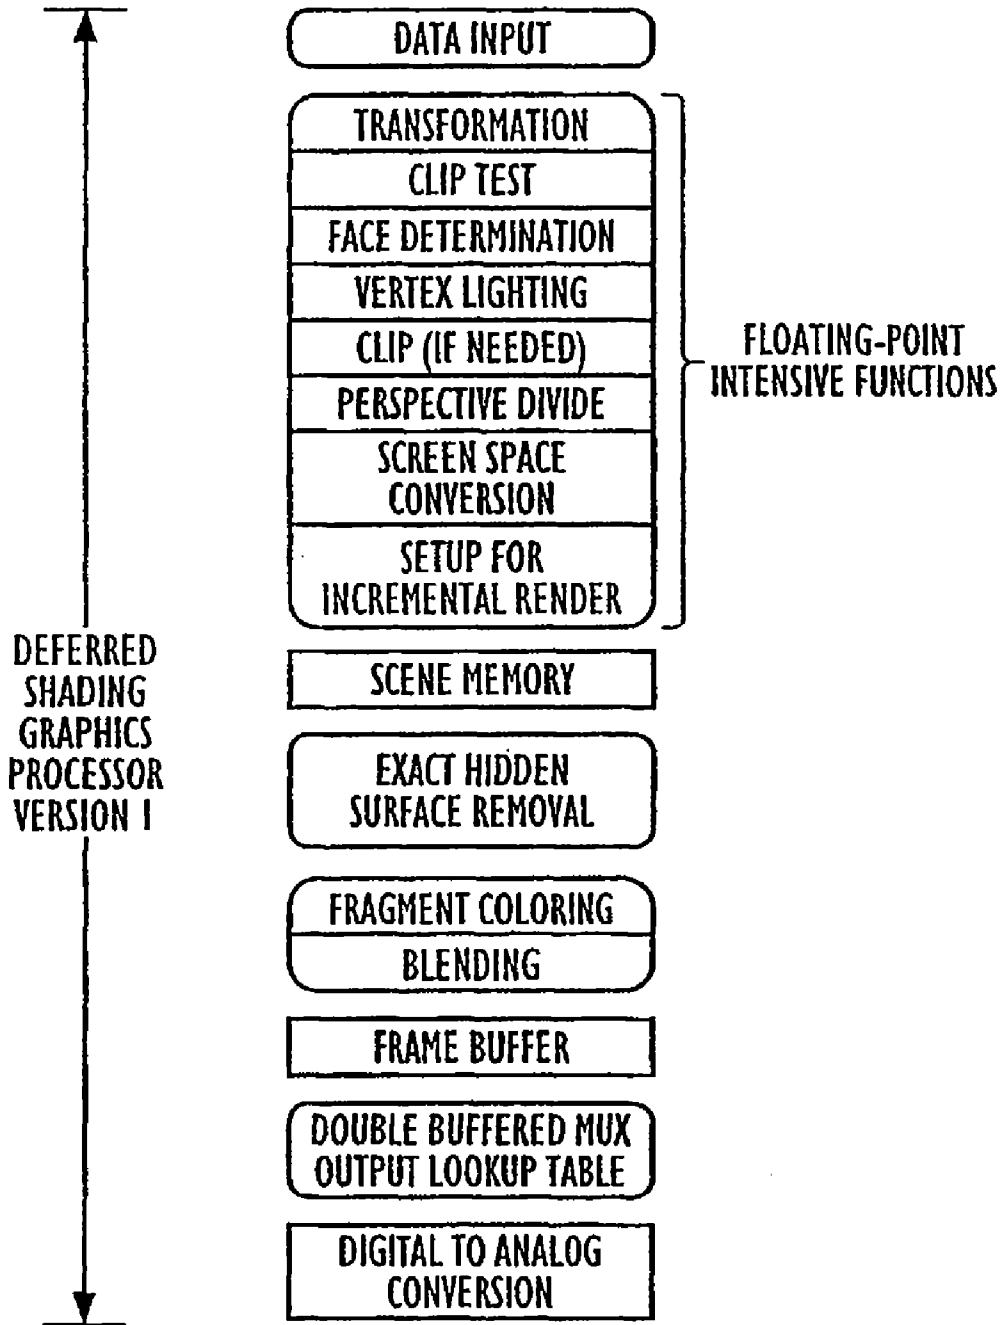 DATA INPUT
TRANSFORMATION
CLIP TEST
FACE DETERMINATION
VERTEX LIGHTING
CLIP (IF NEEDED)
PERSPECTIVE DIVIDE
SCREEN SPACE
CONVERSION
SETUP FOR
INCREMENTAL RENDER
FLOATING-POINT
INTENSIVE FUNCTIONS
DEFERRED
SHADING
GRAPHICS
PROCESSOR
VERSION 1
SCENE MEMORY
EXACT HIDDEN
SURFACE REMOVAL
FRAGMENT COLORING
BLENDING
FRAME BUFFER
DOUBLE BUFFERED MUX
OUTPUT LOOKUP TABLE
DIGITAL TO ANALOG
CONVERSION